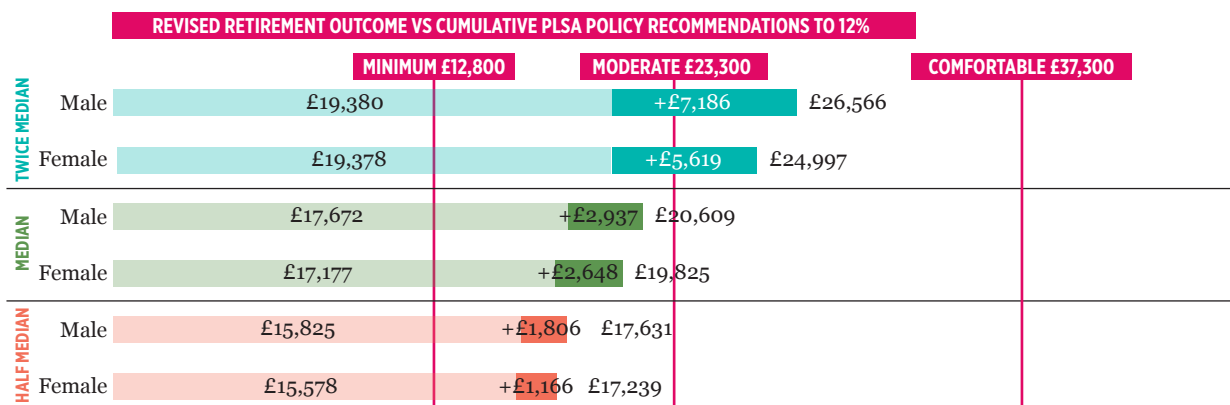 REVISED RETIREMENT OUTCOME VS CUMULATIVE PLSA POLICY RECOMMENDATIONS TO 12%
MINIMUM £12,800 MODERATE £23,300 COMFORTABLE £37,300
TWICE MEDIAN
Male £19,380 +£7,186 £26,566
Female £19,378 +£5,619 £24,997
MEDIAN
Male £17,672 +£2,937 £20,609
Female £17,177 +£2,648 £19,825
HALF MEDIAN
Male £15,825 +£1,806 £17,631
Female £15,578 +£1,166 £17,239